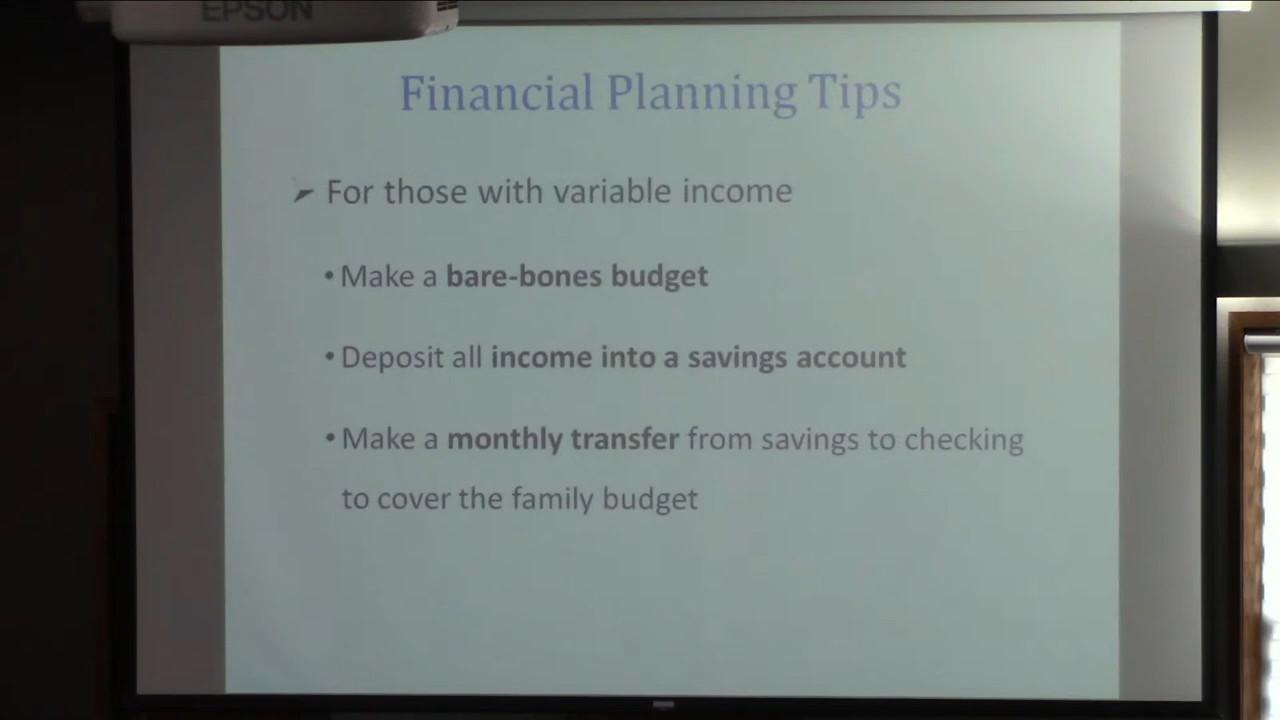 EPSON
Financial Planning Tips
➢ For those with variable income
• Make a bare-bones budget
• Deposit all income into a savings account
• Make a monthly transfer from savings to checking
to cover the family budget